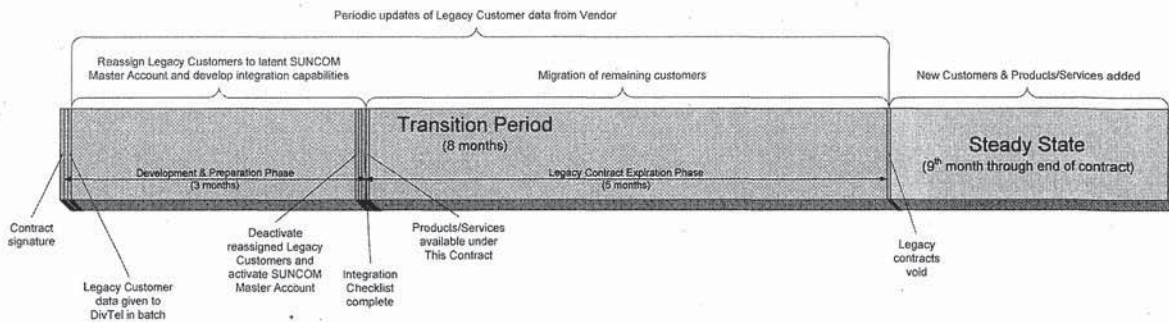 Periodic updates of Legacy Customer data from Vendor
Reassign Legacy Customers to latent SUNCOM
Master Account and develop integration capabilities
Migration of remaining customers
New Customers & Products/Services added
Transition Period
(8 months)
Steady State
(9th month through end of contract)
Development & Preparation Phase
(3 months)
Legacy Contract Expiration Phase
(5 months)
Contract
signature
Legacy Customer
data given to
DivTel in batch
Deactivate
reassigned Legacy
Customers and
activate SUNCOM
Master Account
Integration
Checklist
complete
Products/Services
available under
This Contract
Legacy
contracts
void